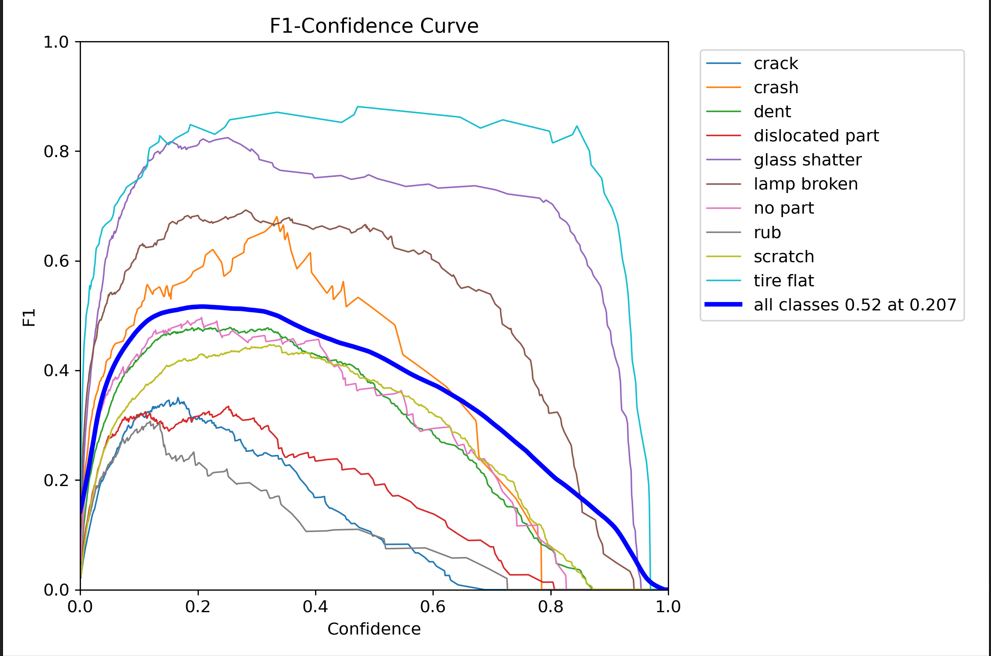 F1-Confidence Curve
1.0
0.8
0.6
0.4
0.2
0.0
F1
0.0 0.2 0.4 0.6 0.8 1.0
Confidence
crack
crash
dent
dislocated part
glass shatter
lamp broken
no part
rub
scratch
tire flat
all classes 0.52 at 0.207